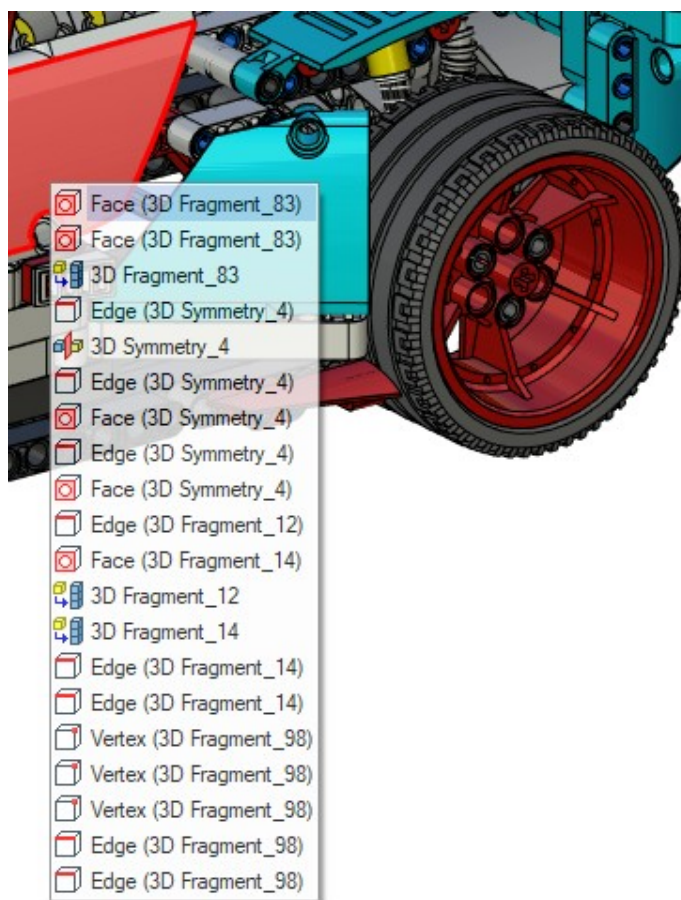 Face (3D Fragment_83)
Face (3D Fragment_83)
3D Fragment_83
Edge (3D Symmetry_4)
3D Symmetry_4
Edge (3D Symmetry_4)
Face (3D Symmetry_4)
Edge (3D Symmetry_4)
Face (3D Symmetry_4)
Edge (3D Fragment_12)
Face (3D Fragment_14)
3D Fragment_12
3D Fragment_14
Edge (3D Fragment_14)
Edge (3D Fragment_14)
Vertex (3D Fragment_98)
Vertex (3D Fragment_98)
Vertex (3D Fragment_98)
Edge (3D Fragment_98)
Edge (3D Fragment_98)